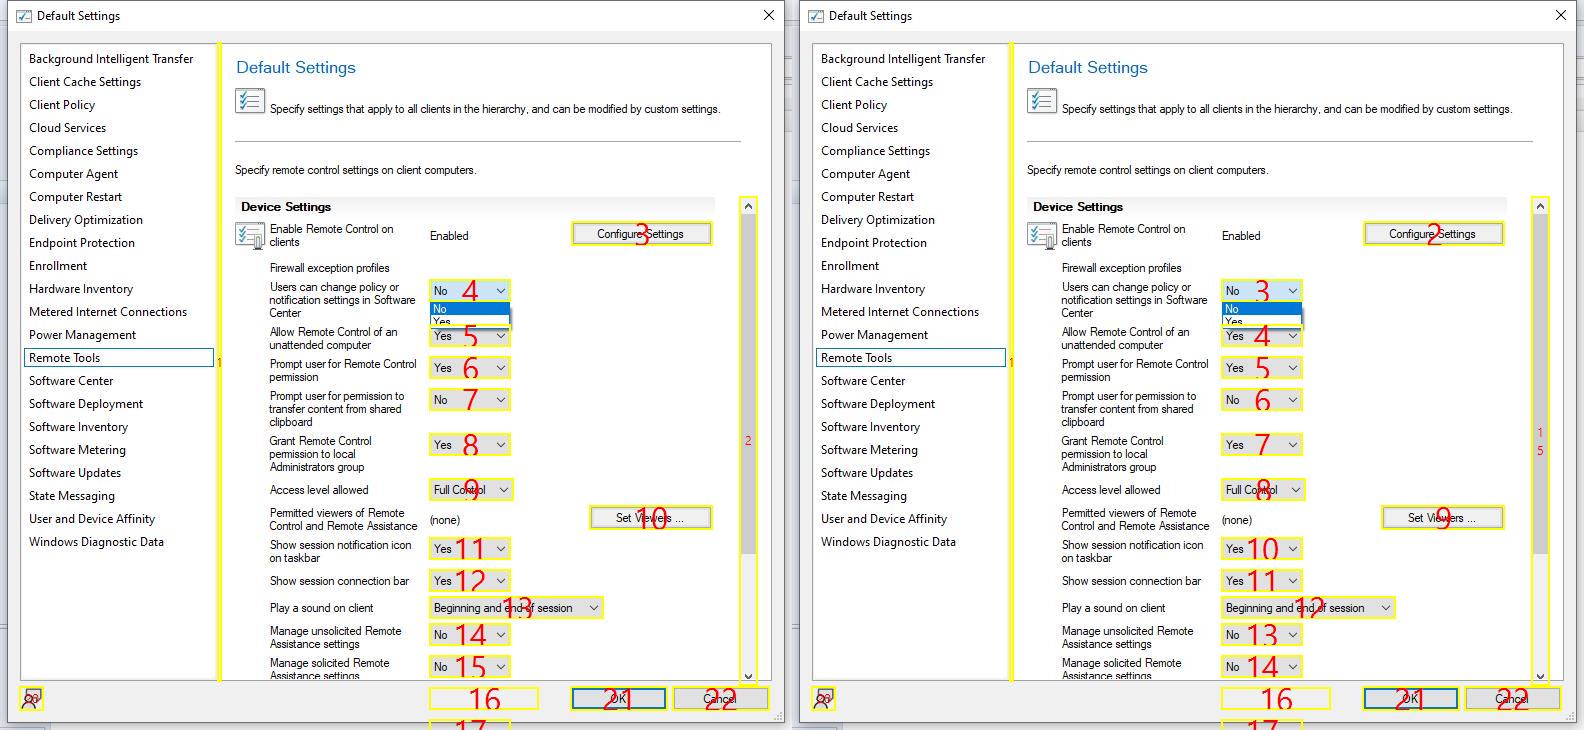 Default Settings
Background Intelligent Transfer
Client Cache Settings
Client Policy
Cloud Services
Compliance Settings
Computer Agent
Computer Restart
Delivery Optimization
Endpoint Protection
Enrollment
Hardware Inventory
Metered Internet Connections
Power Management
Remote Tools
Software Center
Software Deployment
Software Inventory
Software Metering
Software Updates
State Messaging
User and Device Affinity
Windows Diagnostic Data
1
Default Settings
Specify settings that apply to all clients in the hierarchy, and can be modified by custom settings.
Specify remote control settings on client computers.
Device Settings
Enable Remote Control on
clients
Enabled
Configure Settings
3
Firewall exception profiles
Users can change policy or
notification settings in Software
Center
No
4
No
Yes
Allow Remote Control of an
unattended computer
Yes
5
Prompt user for Remote Control
permission
Yes
6
Prompt user for permission to
transfer content from shared
clipboard
No
7
Grant Remote Control
permission to local
Administrators group
Yes
8
2
Access level allowed
Full Control
9
Permitted viewers of Remote
Control and Remote Assistance
(none)
Set Viewers ...
10
Show session notification icon
on taskbar
Yes
11
Show session connection bar
Yes
12
Play a sound on client
Beginning and end of session
13
Manage unsolicited Remote
Assistance settings
No
14
Manage solicited Remote
Assistance settings
No
15
16
OK
21
Cancel
22
17
Default Settings
Background Intelligent Transfer
Client Cache Settings
Client Policy
Cloud Services
Compliance Settings
Computer Agent
Computer Restart
Delivery Optimization
Endpoint Protection
Enrollment
Hardware Inventory
Metered Internet Connections
Power Management
Remote Tools
Software Center
Software Deployment
Software Inventory
Software Metering
Software Updates
State Messaging
User and Device Affinity
Windows Diagnostic Data
1
Default Settings
Specify settings that apply to all clients in the hierarchy, and can be modified by custom settings.
Specify remote control settings on client computers.
Device Settings
Enable Remote Control on
clients
Enabled
Configure Settings
2
Firewall exception profiles
Users can change policy or
notification settings in Software
Center
No
3
No
Yes
Allow Remote Control of an
unattended computer
Yes
4
Prompt user for Remote Control
permission
Yes
5
Prompt user for permission to
transfer content from shared
clipboard
No
6
Grant Remote Control
permission to local
Administrators group
Yes
7
1
5
Access level allowed
Full Control
8
Permitted viewers of Remote
Control and Remote Assistance
(none)
Set Viewers ...
9
Show session notification icon
on taskbar
Yes
10
Show session connection bar
Yes
11
Play a sound on client
Beginning and end of session
12
Manage unsolicited Remote
Assistance settings
No
13
Manage solicited Remote
Assistance settings
No
14
16
OK
21
Cancel
22
17